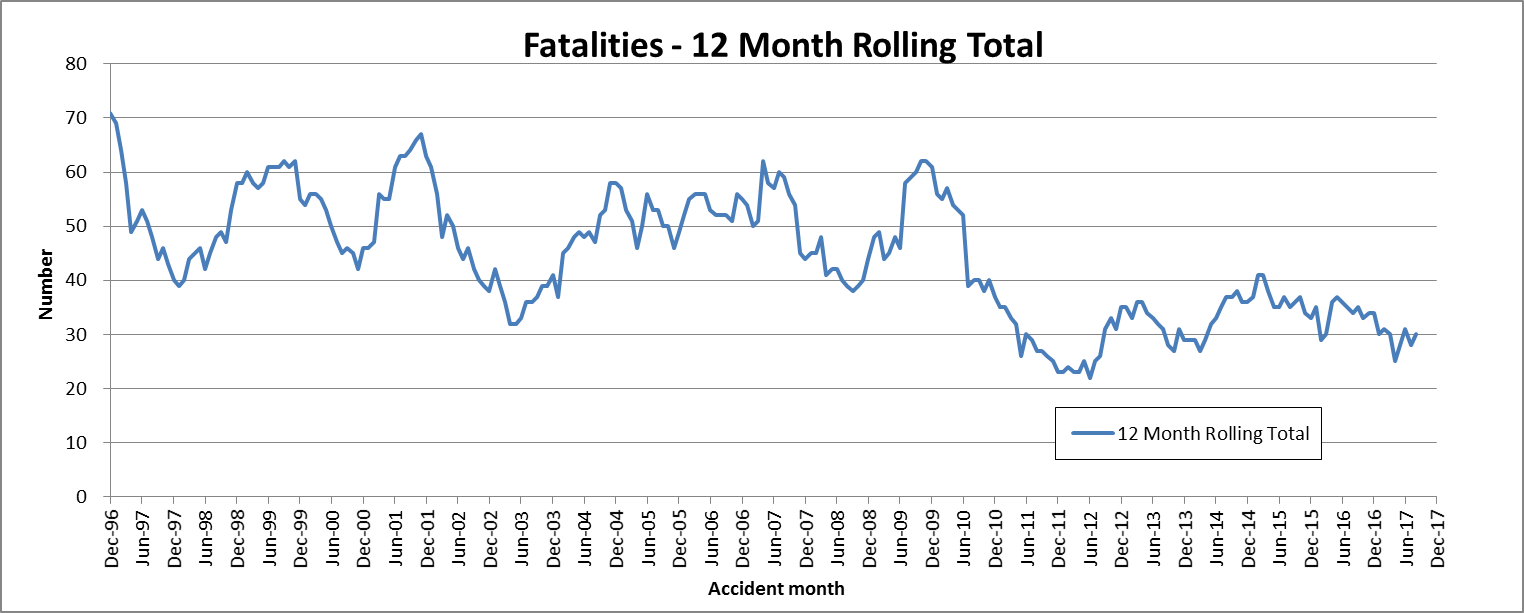 Fatalities - 12 Month Rolling Total
80
70
60
50
40
30
20
10
0
Number
12 Month Rolling Total
Dec-96
Jun-97
Dec-97
Jun-98
Dec-98
Jun-99
Dec-99
Jun-00
Dec-00
Jun-01
Dec-01
Jun-02
Dec-02
Jun-03
Dec-03
Jun-04
Dec-04
Jun-05
Dec-05
Jun-06
Dec-06
Jun-07
Dec-07
Jun-08
Dec-08
Jun-09
Dec-09
Jun-10
Dec-10
Jun-11
Dec-11
Jun-12
Dec-12
Jun-13
Dec-13
Jun-14
Dec-14
Jun-15
Dec-15
Jun-16
Dec-16
Jun-17
Dec-17
Accident month